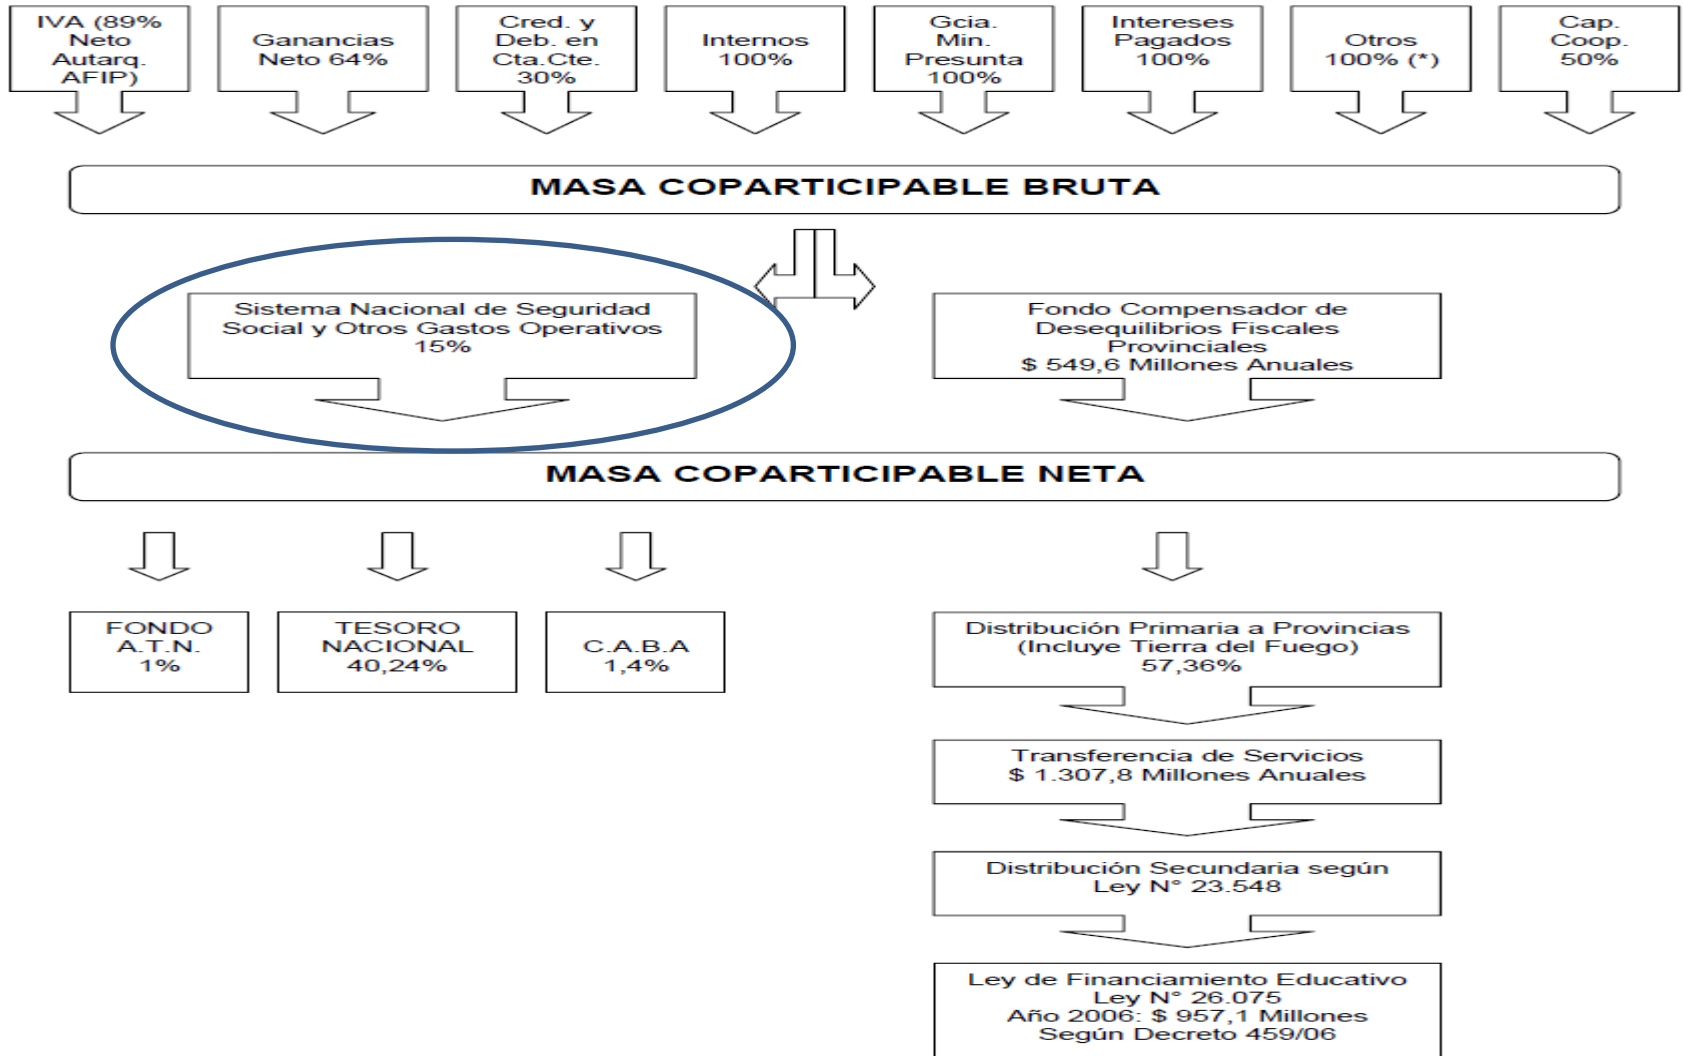 IVA (89%
Neto
Autarq.
AFIP)
Ganancias
Neto 64%
Cred. y
Deb. en
Cta.Cte.
30%
Internos
100%
Gcia.
Min.
Presunta
100%
Intereses
Pagados
100%
Otros
100% (*)
Cap.
Coop.
50%
MASA COPARTICIPABLE BRUTA
Sistema Nacional de Seguridad
Social y Otros Gastos Operativos
15%
Fondo Compensador de
Desequilibrios Fiscales
Provinciales
$ 549,6 Millones Anuales
MASA COPARTICIPABLE NETA
FONDO
A.T.N.
1%
TESORO
NACIONAL
40,24%
C.A.B.A
1,4%
Distribución Primaria a Provincias
(Incluye Tierra del Fuego)
57,36%
Transferencia de Servicios
$ 1.307,8 Millones Anuales
Distribución Secundaria según
Ley N° 23.548
Ley de Financiamiento Educativo
Ley N° 26.075
Año 2006: $ 957,1 Millones
Según Decreto 459/06